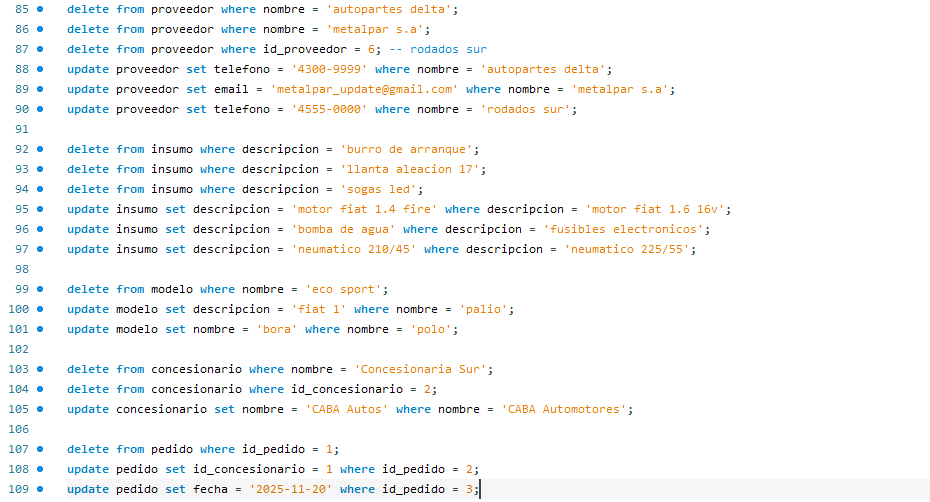 85 delete from proveedor where nombre = 'autopartes delta';
86 delete from proveedor where nombre = 'metalpar s.a';
87 delete from proveedor where id_proveedor = 6; -- rodados sur
88 update proveedor set telefono = '4300-9999' where nombre = 'autopartes delta';
89 update proveedor set email = 'metalpar_update@gmail.com' where nombre = 'metalpar s.a';
90 update proveedor set telefono = '4555-0000' where nombre = 'rodados sur';
91
92 delete from insumo where descripcion = 'burro de arranque';
93 delete from insumo where descripcion = 'llanta aleacion 17';
94 delete from insumo where descripcion = 'sogas led';
95 update insumo set descripcion = 'motor fiat 1.4 fire' where descripcion = 'motor fiat 1.6 16v';
96 update insumo set descripcion = 'bomba de agua' where descripcion = 'fusibles electronicos';
97 update insumo set descripcion = 'neumatico 210/45' where descripcion = 'neumatico 225/55';
98
99 delete from modelo where nombre = 'eco sport';
100 update modelo set descripcion = 'fiat 1' where nombre = 'palio';
101 update modelo set nombre = 'bora' where nombre = 'polo';
102
103 delete from concesionario where nombre = 'Concesionaria Sur';
104 delete from concesionario where id_concesionario = 2;
105 update concesionario set nombre = 'CABA Autos' where nombre = 'CABA Automotores';
106
107 delete from pedido where id_pedido = 1;
108 update pedido set id_concesionario = 1 where id_pedido = 2;
109 update pedido set fecha = '2025-11-20' where id_pedido = 3;